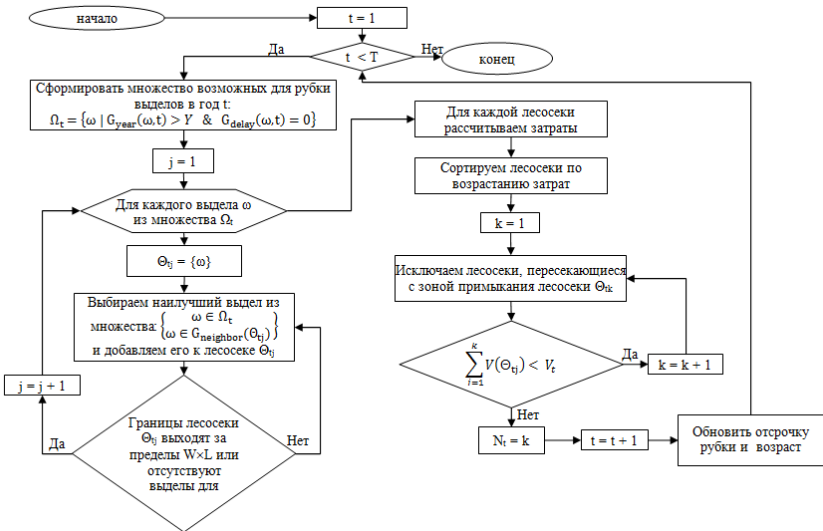 начало
t = 1
t < T
Да
Нет
конец
Сформировать множество возможных для рубки
выделов в год t:
Ωₜ = {ω | G_year(ω,t) > Y & G_delay(ω,t) = 0}
j = 1
Для каждого выдела ω
из множества Ωₜ
Θₜⱼ = {ω}
Выбираем наилучший выдел из
множества: { ω ∈ Ωₜ
ω ∈ G_neighbor(Θₜⱼ) }
и добавляем его к лесосеке Θₜⱼ
j = j + 1
Границы лесосеки
Θₜⱼ выходят за
пределы W×L или
отсутствуют
выделы для
Да
Нет
Для каждой лесосеки
рассчитываем затраты
Сортируем лесосеки по
возрастанию затрат
k = 1
Исключаем лесосеки, пересекающиеся
с зоной примыкания лесосеки Θₜₖ
k
∑ V(Θₜⱼ) < Vₜ
i=1
Да
k = k + 1
Нет
Nₜ = k
t = t + 1
Обновить отсрочку
рубки и возраст